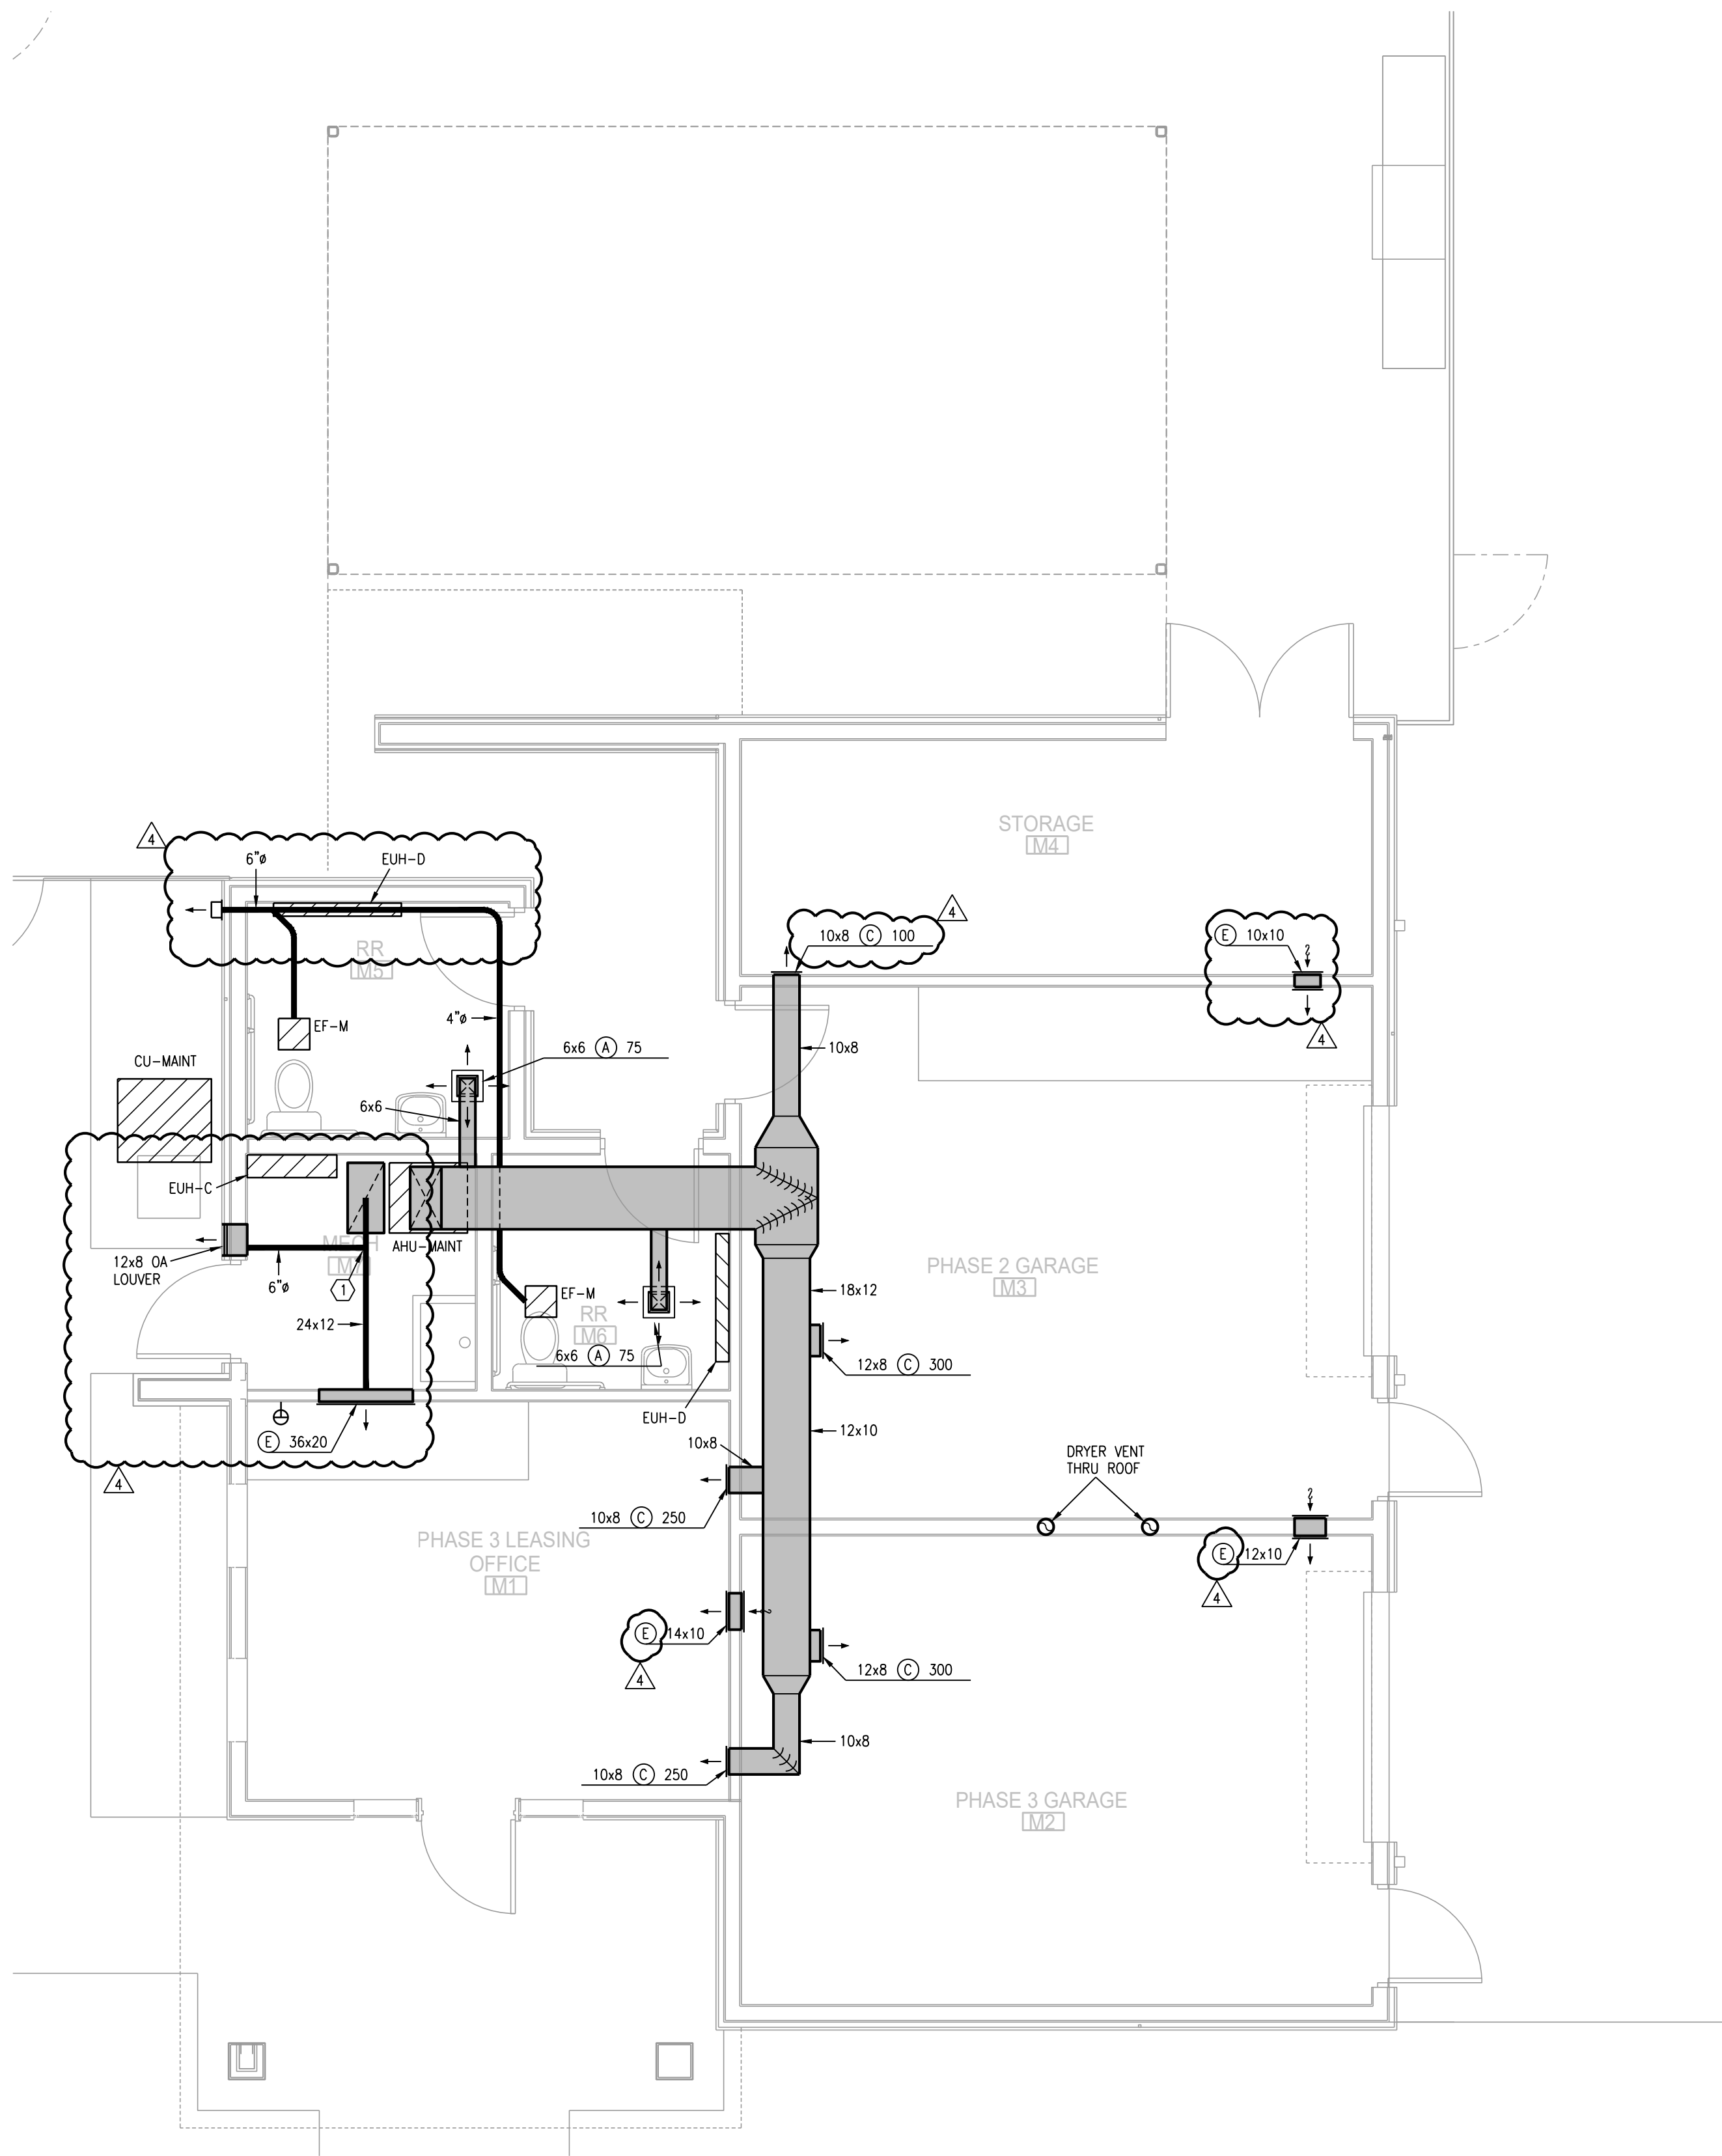 STORAGE
M4
4
6"ø
EUH-D
RR
M5
4
10x8 C 100
E 10x10
4
EF-M
4"ø
6x6 A 75
10x8
CU-MAINT
6x6
EUH-C
MECH
M7
AHU-MAINT
12x8 OA
LOUVER
6"ø
1
24x12
EF-M
RR
M6
6x6 A 75
PHASE 2 GARAGE
M3
18x12
12x8 C 300
EUH-D
E 36x20
4
10x8
12x10
DRYER VENT
THRU ROOF
10x8 C 250
PHASE 3 LEASING
OFFICE
M1
E 12x10
4
E 14x10
4
12x8 C 300
10x8
10x8 C 250
PHASE 3 GARAGE
M2